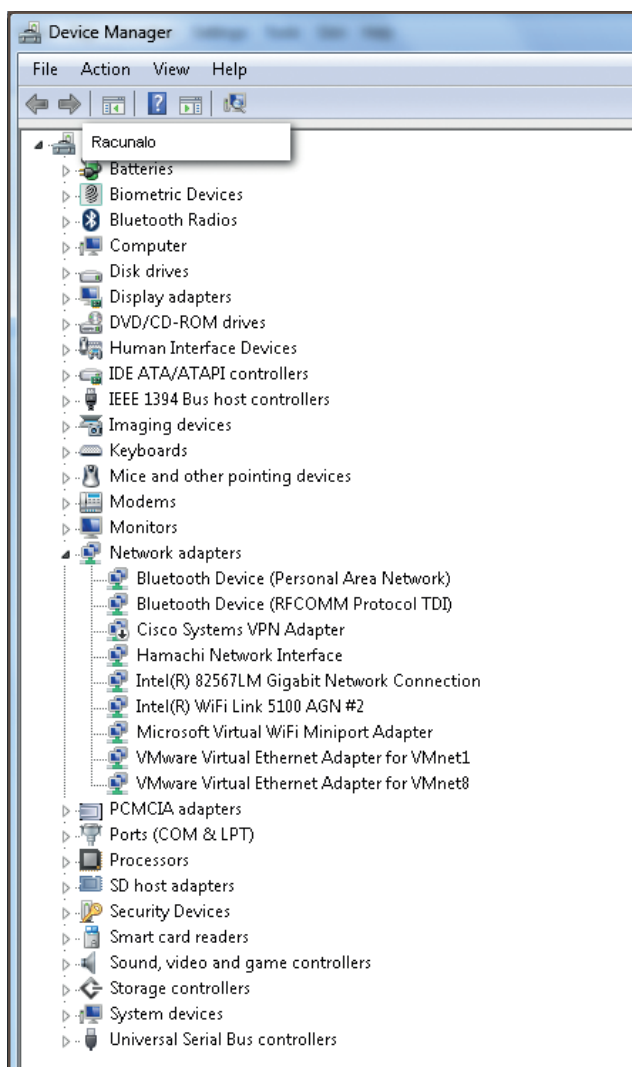 Device Manager
File Action View Help
Racunalo
Batteries
Biometric Devices
Bluetooth Radios
Computer
Disk drives
Display adapters
DVD/CD-ROM drives
Human Interface Devices
IDE ATA/ATAPI controllers
IEEE 1394 Bus host controllers
Imaging devices
Keyboards
Mice and other pointing devices
Modems
Monitors
Network adapters
Bluetooth Device (Personal Area Network)
Bluetooth Device (RFCOMM Protocol TDI)
Cisco Systems VPN Adapter
Hamachi Network Interface
Intel(R) 82567LM Gigabit Network Connection
Intel(R) WiFi Link 5100 AGN #2
Microsoft Virtual WiFi Miniport Adapter
VMware Virtual Ethernet Adapter for VMnet1
VMware Virtual Ethernet Adapter for VMnet8
PCMCIA adapters
Ports (COM & LPT)
Processors
SD host adapters
Security Devices
Smart card readers
Sound, video and game controllers
Storage controllers
System devices
Universal Serial Bus controllers